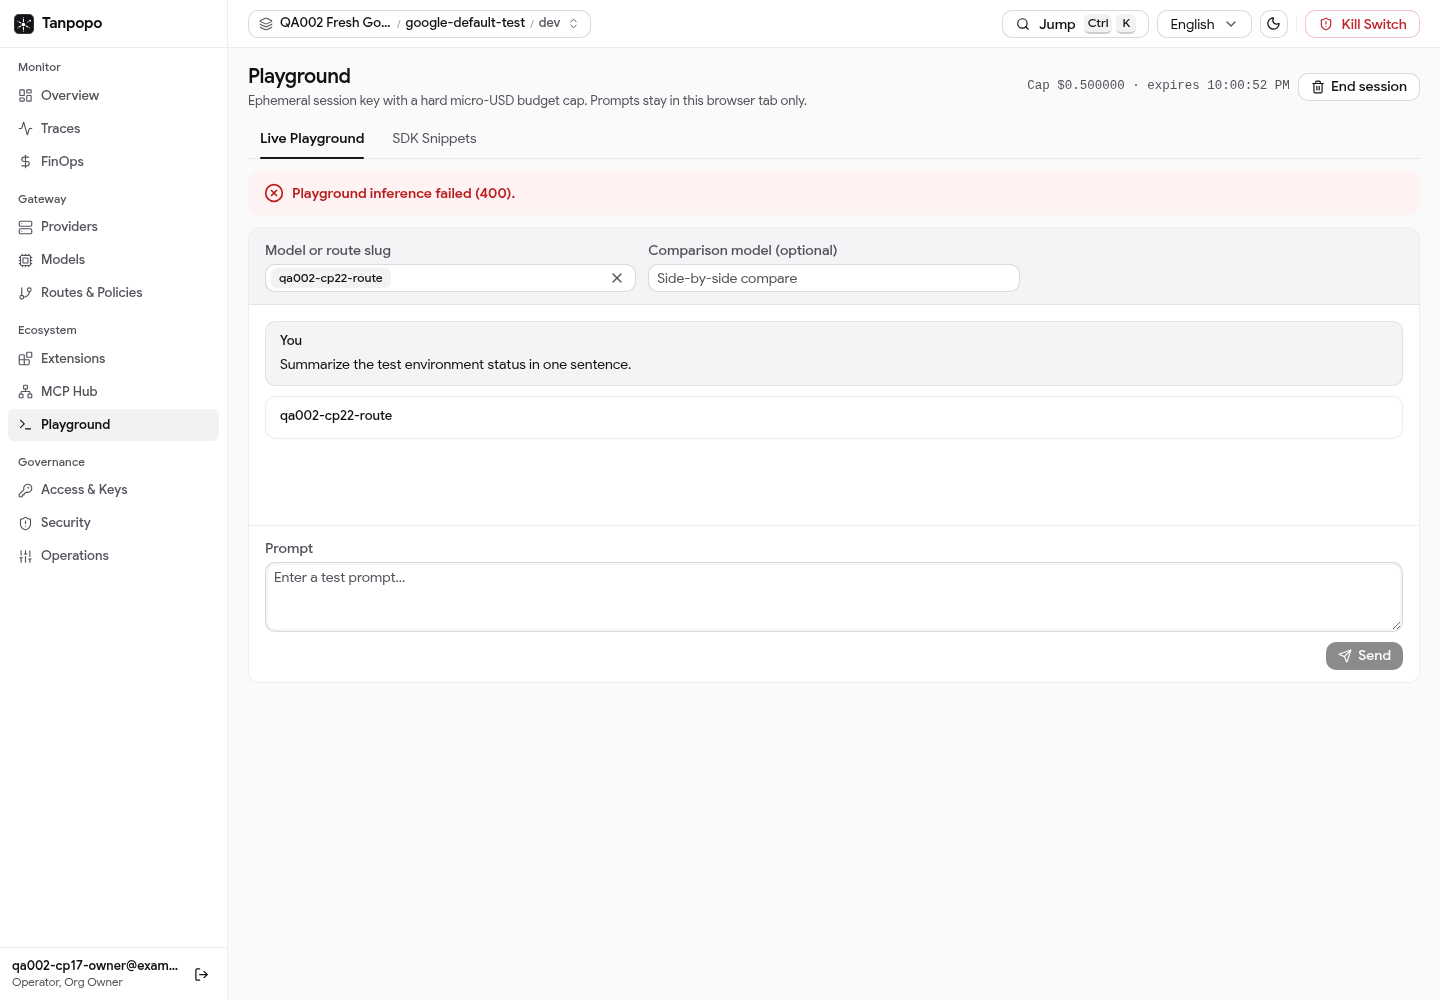 Tanpopo
QA002 Fresh Go... / google-default-test / dev
Jump Ctrl K
English
Kill Switch
Monitor
Overview
Traces
FinOps
Gateway
Providers
Models
Routes & Policies
Ecosystem
Extensions
MCP Hub
Playground
Governance
Access & Keys
Security
Operations
qa002-cp17-owner@exam...
Operator, Org Owner
Playground
Ephemeral session key with a hard micro-USD budget cap. Prompts stay in this browser tab only.
Cap $0.500000 · expires 10:00:52 PM
End session
Live Playground
SDK Snippets
Playground inference failed (400).
Model or route slug
qa002-cp22-route
Comparison model (optional)
Side-by-side compare
You
Summarize the test environment status in one sentence.
qa002-cp22-route
Prompt
Enter a test prompt...
Send